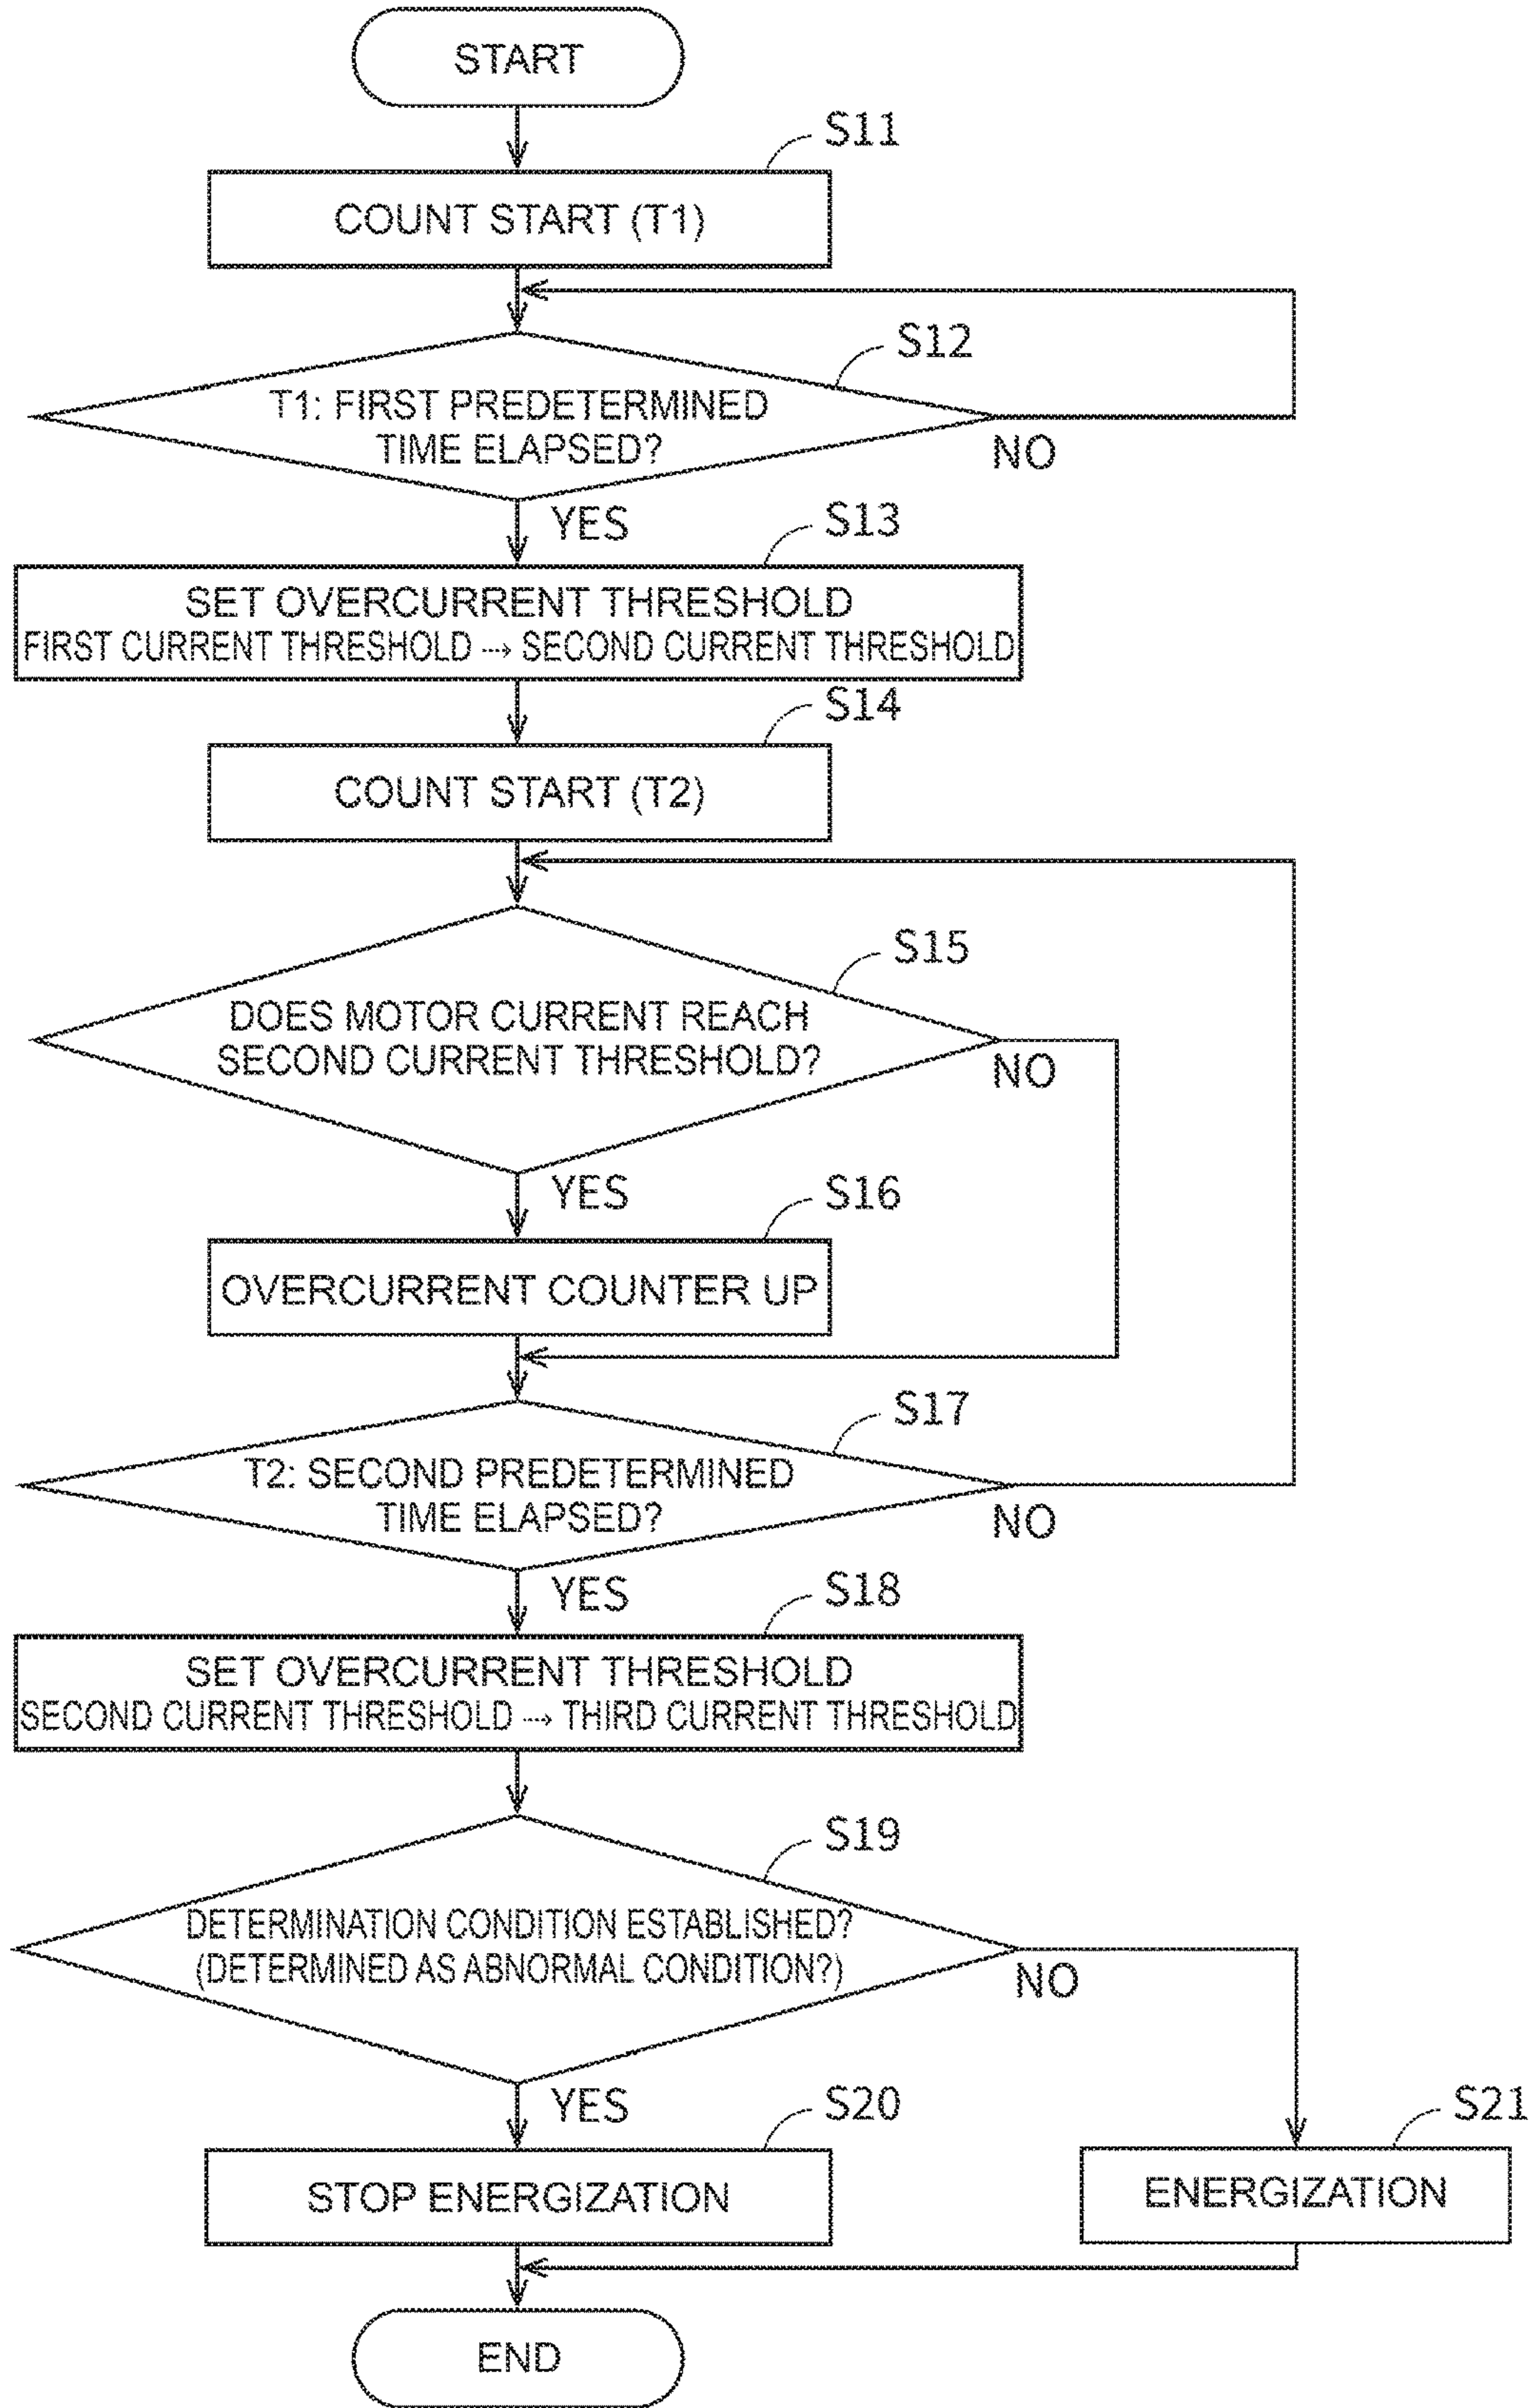 START
S11
COUNT START (T1)
S12
T1: FIRST PREDETERMINED
TIME ELAPSED?
NO
YES
S13
SET OVERCURRENT THRESHOLD
FIRST CURRENT THRESHOLD → SECOND CURRENT THRESHOLD
S14
COUNT START (T2)
S15
DOES MOTOR CURRENT REACH
SECOND CURRENT THRESHOLD?
NO
YES
S16
OVERCURRENT COUNTER UP
S17
T2: SECOND PREDETERMINED
TIME ELAPSED?
NO
YES
S18
SET OVERCURRENT THRESHOLD
SECOND CURRENT THRESHOLD → THIRD CURRENT THRESHOLD
S19
DETERMINATION CONDITION ESTABLISHED?
(DETERMINED AS ABNORMAL CONDITION?)
NO
YES
S20
STOP ENERGIZATION
S21
ENERGIZATION
END